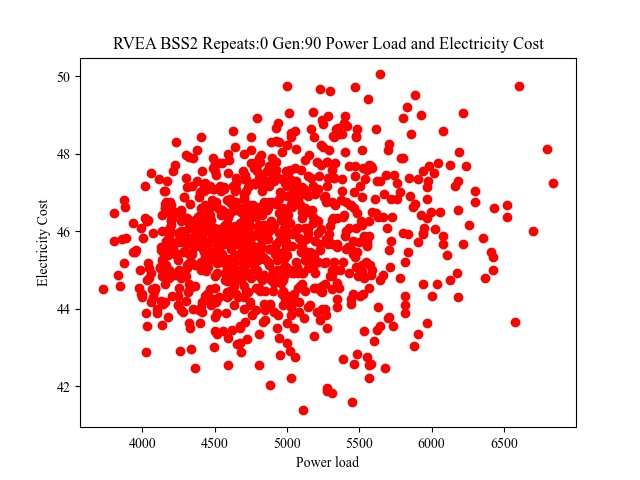 RVEA BSS2 Repeats:0 Gen:90 Power Load and Electricity Cost
50
48
46
44
42
Electricity Cost
4000 4500 5000 5500 6000 6500
Power load